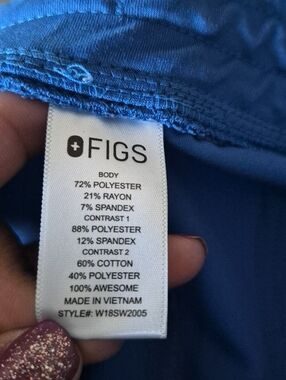 FIGS
BODY
72% POLYESTER
21% RAYON
7% SPANDEX
CONTRAST 1
88% POLYESTER
12% SPANDEX
CONTRAST 2
60% COTTON
40% POLYESTER
100% AWESOME
MADE IN VIETNAM
STYLE#: W18SW2005